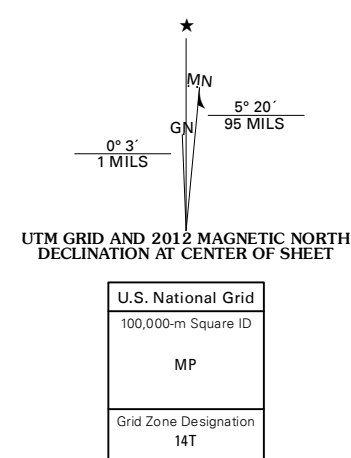 ★
MN
5° 20´
95 MILS
GN
0° 3´
1 MILS
UTM GRID AND 2012 MAGNETIC NORTH
DECLINATION AT CENTER OF SHEET
U.S. National Grid
100,000-m Square ID
MP
Grid Zone Designation
14T